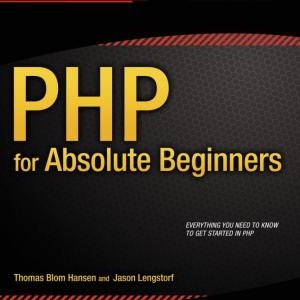 PHP
for Absolute Beginners
EVERYTHING YOU NEED TO KNOW
TO GET STARTED IN PHP
Thomas Blom Hansen and Jason Lengstorf